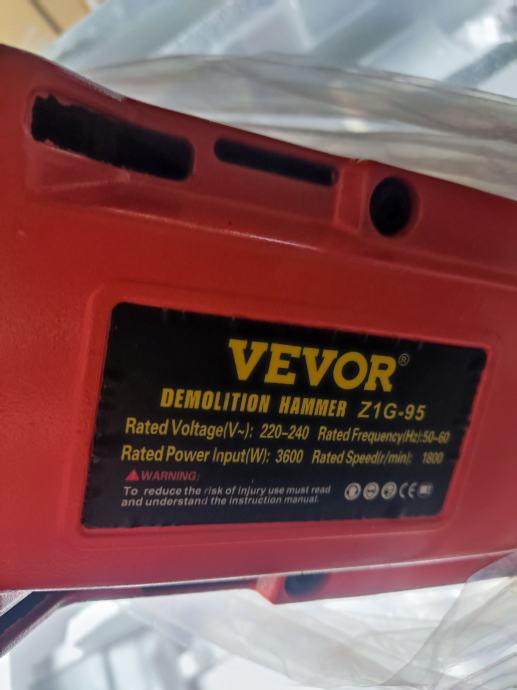 VEVOR®
DEMOLITION HAMMER Z1G-95
Rated Voltage(V~): 220-240 Rated Frequency(Hz):50-60
Rated Power Input(W): 3600 Rated Speed(r/min): 1800
WARNING:
To reduce the risk of injury use must read
and understand the instruction manual.
CE